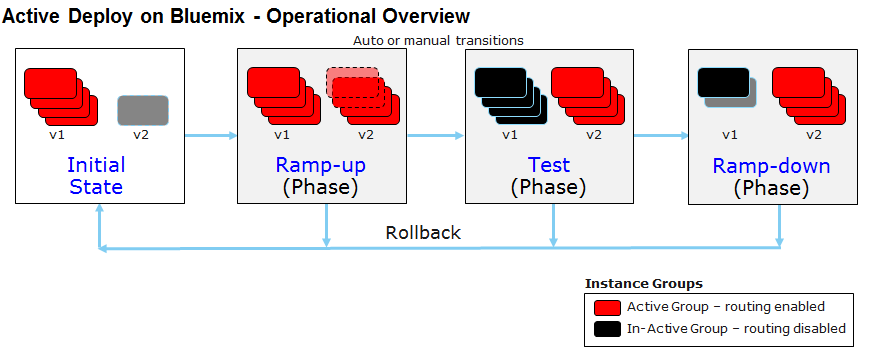 Active Deploy on Bluemix - Operational Overview
Auto or manual transitions
v1 v2
Initial
State
v1 v2
Ramp-up
(Phase)
v1 v2
Test
(Phase)
v1 v2
Ramp-down
(Phase)
Rollback
Instance Groups
Active Group – routing enabled
In-Active Group – routing disabled